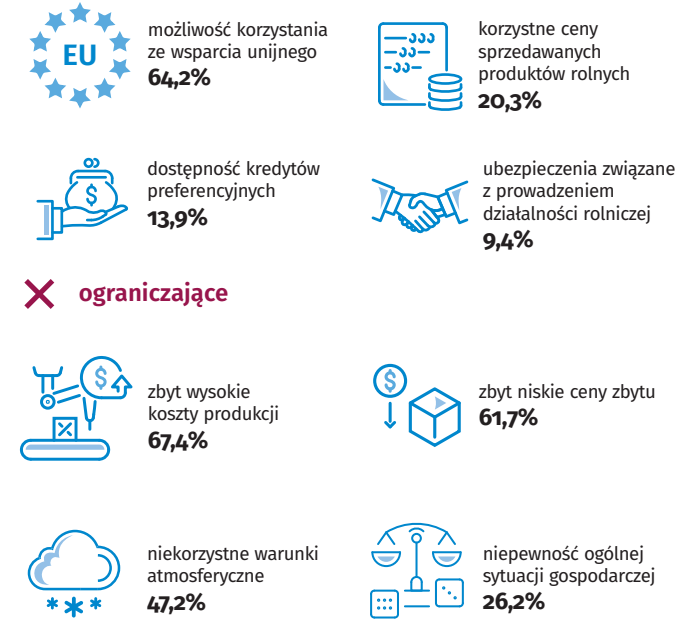 EU
możliwość korzystania
ze wsparcia unijnego
64,2%
korzystne ceny
sprzedawanych
produktów rolnych
20,3%
$
dostępność kredytów
preferencyjnych
13,9%
ubezpieczenia związane
z prowadzeniem
działalności rolniczej
9,4%
ograniczające
$
zbyt wysokie
koszty produkcji
67,4%
$
zbyt niskie ceny zbytu
61,7%
niekorzystne warunki
atmosferyczne
47,2%
niepewność ogólnej
sytuacji gospodarczej
26,2%